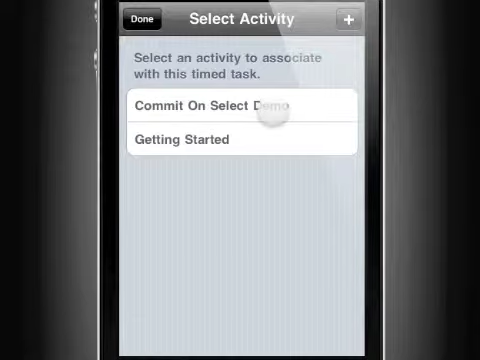 Done
Select Activity
+
Select an activity to associate
with this timed task.
Commit On Select Demo
Getting Started